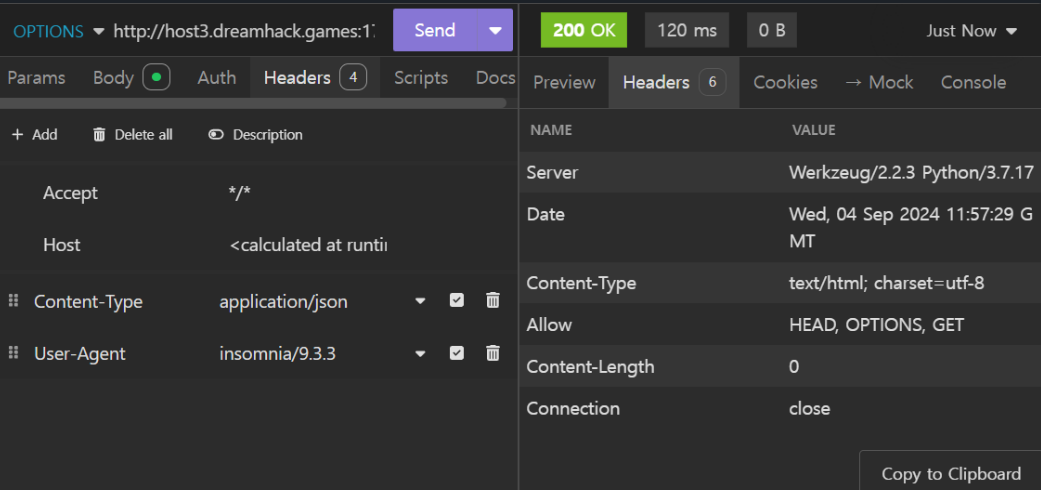 OPTIONS http://host3.dreamhack.games:1 Send
Params Body Auth Headers 4 Scripts Docs
+ Add Delete all Description
Accept */*
Host <calculated at runti
Content-Type application/json
User-Agent insomnia/9.3.3
200 OK 120 ms 0 B Just Now
Preview Headers 6 Cookies → Mock Console
NAME VALUE
Server Werkzeug/2.2.3 Python/3.7.17
Date Wed, 04 Sep 2024 11:57:29 G
MT
Content-Type text/html; charset=utf-8
Allow HEAD, OPTIONS, GET
Content-Length 0
Connection close
Copy to Clipboard